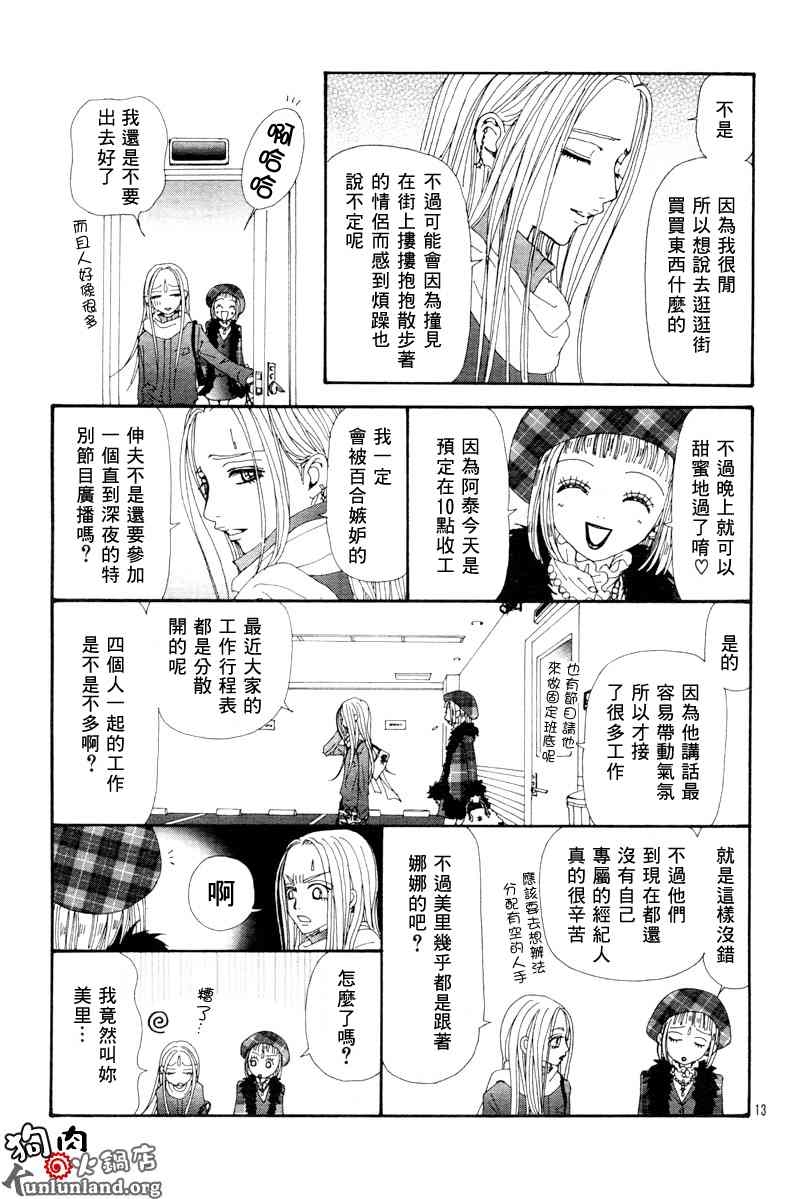 不是
因為我很閒
所以想說去逛逛街
買買東西什麼的
不過可能會因為撞見
在街上摟摟抱抱散步著
的情侶而感到煩躁也
說不定呢
啊哈哈
我還是不要
出去好了
而且人好像很多
不過晚上就可以
甜蜜地過了唷♡
因為阿泰今天是
預定在10點收工
我一定
會被百合嫉妒的
伸夫不是還要參加
一個直到深夜的特
別節目廣播嗎？
是的
因為他講話最
容易帶動氣氛
所以才接
了很多工作
也有節目請他
來做固定班底呢
最近大家的
工作行程表
都是分散
開的呢
四個人一起的工作
是不是不多啊？
就是這樣沒錯
不過他們
到現在都還
沒有自己
專屬的經紀人
真的很辛苦
應該要去想辦法
分配有空的人手
不過美里幾乎都是跟著
娜娜的吧？
啊
怎麼了嗎？
糟了…
我竟然叫妳
美里…
13
狗肉
火鍋店
Kunlunland.org